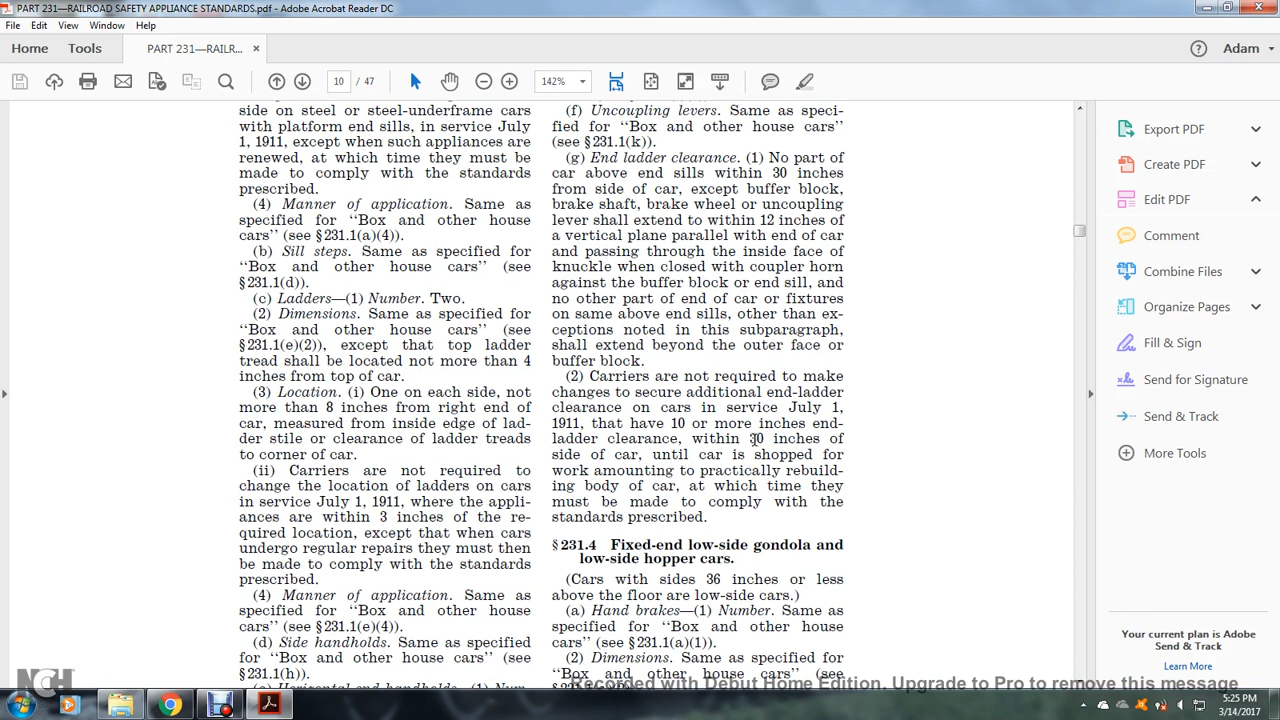 PART 231—RAILROAD SAFETY APPLIANCE STANDARDS.pdf - Adobe Acrobat Reader DC
File Edit View Window Help
Home Tools PART 231—RAILR... × Adam
10 / 47 142%
side on steel or steel-underframe cars
with platform end sills, in service July
1, 1911, except when such appliances are
renewed, at which time they must be
made to comply with the standards
prescribed.
(4) Manner of application. Same as
specified for ‘‘Box and other house
cars’’ (see §231.1(a)(4)).
(b) Sill steps. Same as specified for
‘‘Box and other house cars’’ (see
§231.1(d)).
(c) Ladders—(1) Number. Two.
(2) Dimensions. Same as specified for
‘‘Box and other house cars’’ (see
§231.1(e)(2)), except that top ladder
tread shall be located not more than 4
inches from top of car.
(3) Location. (i) One on each side, not
more than 8 inches from right end of
car, measured from inside edge of lad-
der stile or clearance of ladder treads
to corner of car.
(ii) Carriers are not required to
change the location of ladders on cars
in service July 1, 1911, where the appli-
ances are within 3 inches of the re-
quired location, except that when cars
undergo regular repairs they must then
be made to comply with the standards
prescribed.
(4) Manner of application. Same as
specified for ‘‘Box and other house
cars’’ (see §231.1(e)(4)).
(d) Side handholds. Same as specified
for ‘‘Box and other house cars’’ (see
§231.1(h)).
(f) Uncoupling levers. Same as speci-
fied for ‘‘Box and other house cars’’
(see §231.1(k)).
(g) End ladder clearance. (1) No part of
car above end sills within 30 inches
from side of car, except buffer block,
brake shaft, brake wheel or uncoupling
lever shall extend to within 12 inches of
a vertical plane parallel with end of car
and passing through the inside face of
knuckle when closed with coupler horn
against the buffer block or end sill, and
no other part of end of car or fixtures
on same above end sills, other than ex-
ceptions noted in this subparagraph,
shall extend beyond the outer face or
buffer block.
(2) Carriers are not required to make
changes to secure additional end-ladder
clearance on cars in service July 1,
1911, that have 10 or more inches end-
ladder clearance, within 30 inches of
side of car, until car is shopped for
work amounting to practically rebuild-
ing body of car, at which time they
must be made to comply with the
standards prescribed.
§231.4 Fixed-end low-side gondola and
low-side hopper cars.
(Cars with sides 36 inches or less
above the floor are low-side cars.)
(a) Hand brakes—(1) Number. Same as
specified for ‘‘Box and other house
cars’’ (see §231.1(a)(1)).
(2) Dimensions. Same as specified for
‘‘Box and other house cars’’ (see
Export PDF
Create PDF
Edit PDF
Comment
Combine Files
Organize Pages
Fill & Sign
Send for Signature
Send & Track
More Tools
Your current plan is Adobe
Send & Track
Learn More
NCH
Recorded with Debut Home Edition. Upgrade to Pro to remove this message
5:25 PM
3/14/2017